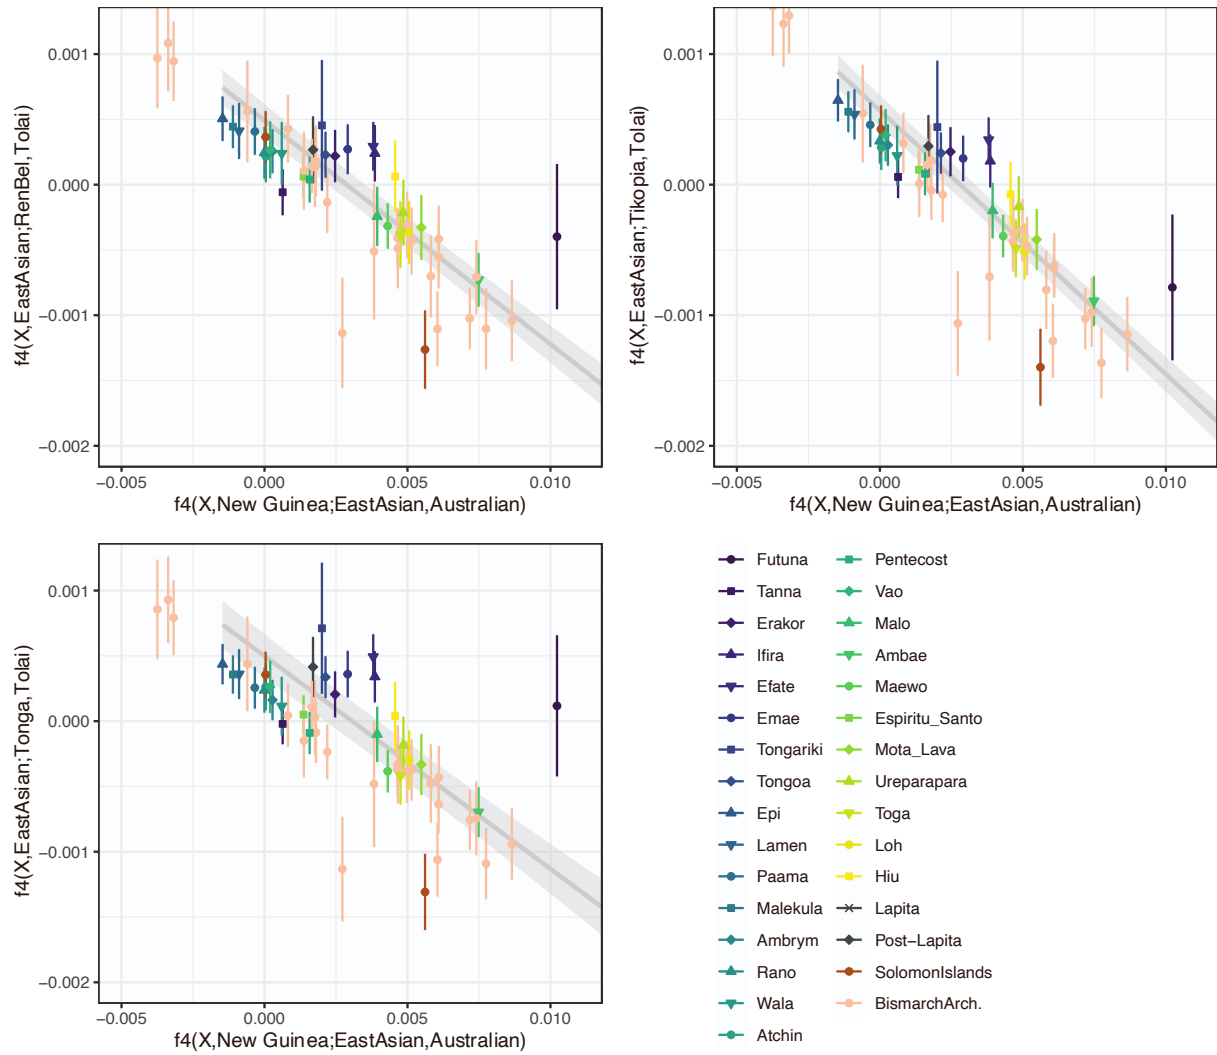 0.001
0.000
−0.001
−0.002
f4(X,EastAsian;RenBel,Tolai)
−0.005
0.000
0.005
0.010
f4(X,New Guinea;EastAsian,Australian)
0.001
0.000
−0.001
−0.002
f4(X,EastAsian;Tikopia,Tolai)
−0.005
0.000
0.005
0.010
f4(X,New Guinea;EastAsian,Australian)
0.001
0.000
−0.001
−0.002
f4(X,EastAsian;Tonga,Tolai)
−0.005
0.000
0.005
0.010
f4(X,New Guinea;EastAsian,Australian)
Futuna
Tanna
Erakor
Ifira
Efate
Emae
Tongariki
Tongoa
Epi
Lamen
Paama
Malekula
Ambrym
Rano
Wala
Atchin
Pentecost
Vao
Malo
Ambae
Maewo
Espiritu_Santo
Mota_Lava
Ureparapara
Toga
Loh
Hiu
Lapita
Post−Lapita
SolomonIslands
BismarchArch.